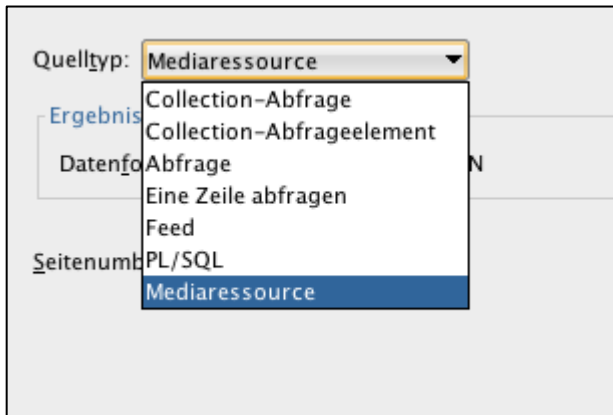 Quelltyp: Mediaressource
Collection-Abfrage
Ergebnis
Collection-Abfrageelement
Datenfo
Abfrage
N
Eine Zeile abfragen
Feed
Seitenumb
PL/SQL
Mediaressource